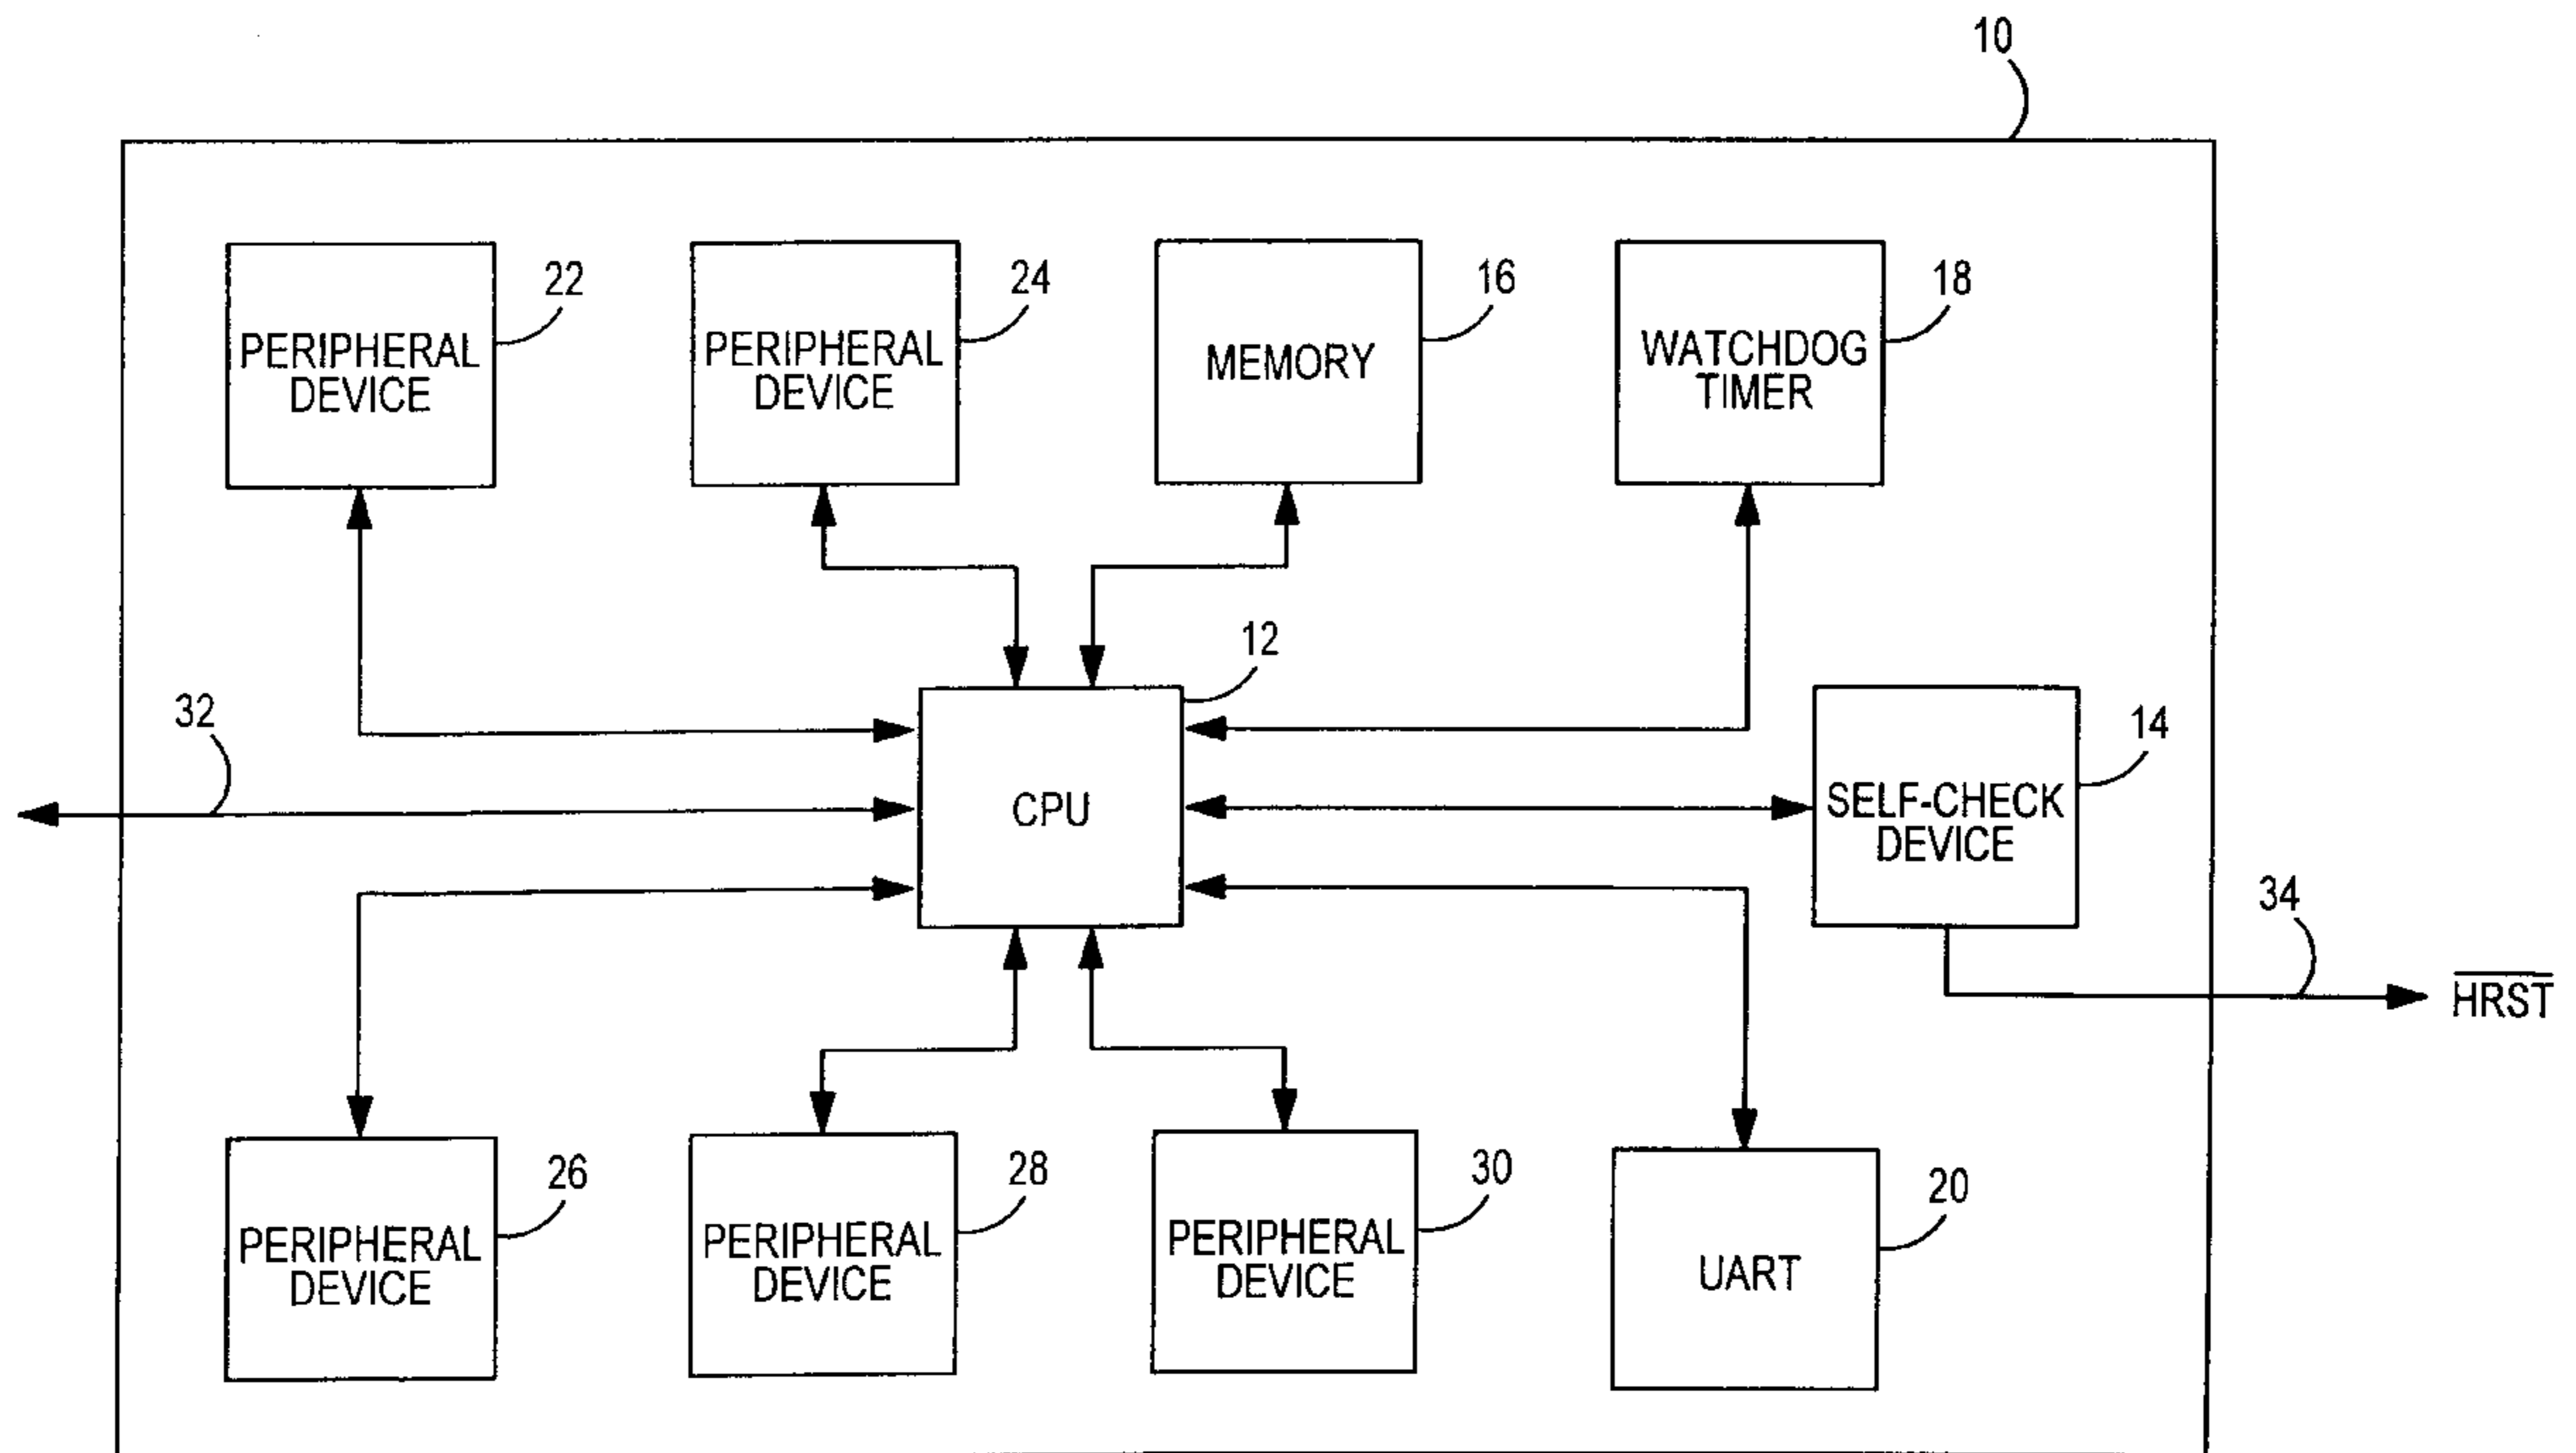 10
22
24
16
18
PERIPHERAL
DEVICE
PERIPHERAL
DEVICE
MEMORY
WATCHDOG
TIMER
12
32
14
CPU
SELF-CHECK
DEVICE
34
HRST
26
28
30
20
PERIPHERAL
DEVICE
PERIPHERAL
DEVICE
PERIPHERAL
DEVICE
UART